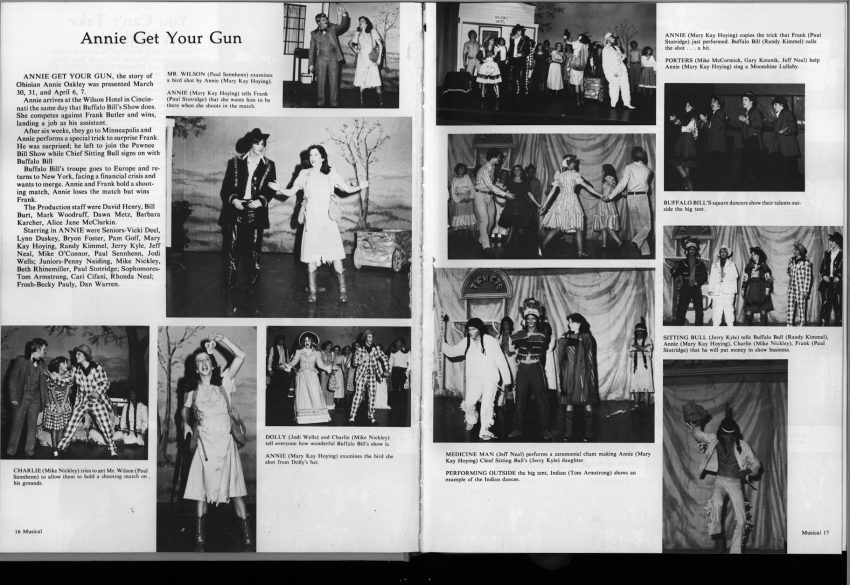 Annie Get Your Gun
ANNIE GET YOUR GUN, the story of
Ohioian Annie Oakley was presented March
30, 31, and April 6, 7.
Annie arrives at the Wilson Hotel in Cincin-
nati the same day that Buffalo Bill's Show does.
She competes against Frank Butler and wins,
landing a job as his assistant.
After six weeks, they go to Minneapolis and
Annie performs a special trick to surprise Frank.
He was surprised; he left to join the Pawnee
Bill Show while Chief Sitting Bull signs on with
Buffalo Bill
Buffalo Bill's troupe goes to Europe and re-
turns to New York, facing a financial crisis and
wants to merge. Annie and Frank hold a shoot-
ing match, Annie loses the match but wins
Frank.
The Production staff were David Henry, Bill
Burt, Mark Woodruff, Dawn Metz, Barbara
Karcher, Alice Jane McClurkin.
Starring in ANNIE were Seniors-Vicki Deel,
Lynn Duskey, Bryon Foster, Pam Goff, Mary
Kay Hoying, Randy Kimmel, Jerry Kyle, Jeff
Neal, Mike O'Connor, Paul Sennhenn, Jodi
Wells; Juniors-Penny Neiding, Mike Nickley,
Beth Rhinemiller, Paul Stotridge; Sophomores-
Tom Armstrong, Cari Cifani, Rhonda Neal;
Frosh-Becky Pauly, Dan Warren.
MR. WILSON (Paul Sennhenn) examines
a bird shot by Annie (Mary Kay Hoying).
ANNIE (Mary Kay Hoying) tells Frank
(Paul Stotridge) that she wants him to be
there when she shoots in the match.
CHARLIE (Mike Nickley) tries to get Mr. Wilson (Paul
Sennhenn) to allow them to hold a shooting match on
his grounds.
DOLLY (Jodi Wells) and Charlie (Mike Nickley)
tell everyone how wonderful Buffalo Bill's show is.
ANNIE (Mary Kay Hoying) examines the bird she
shot from Dolly's hat.
16 Musical
ANNIE (Mary Kay Hoying) copies the trick that Frank (Paul
Stotridge) just performed. Buffalo Bill (Randy Kimmel) calls
the shot . . . a hit.
PORTERS (Mike McCormick, Gary Katanik, Jeff Neal) help
Annie (Mary Kay Hoying) sing a Moonshine Lullaby.
BUFFALO BILL'S square dancers show their talents out-
side the big tent.
TICKETS
SITTING BULL (Jerry Kyle) tells Buffalo Bull (Randy Kimmel),
Annie (Mary Kay Hoying), Charlie (Mike Nickley), Frank (Paul
Stotridge) that he will put money in show business.
MEDICINE MAN (Jeff Neal) performs a ceremonial chant making Annie (Mary
Kay Hoying) Chief Sitting Bull's (Jerry Kyle) daughter.
PERFORMING OUTSIDE the big tent, Indian (Tom Armstrong) shows an
example of the Indian dances.
Musical 17